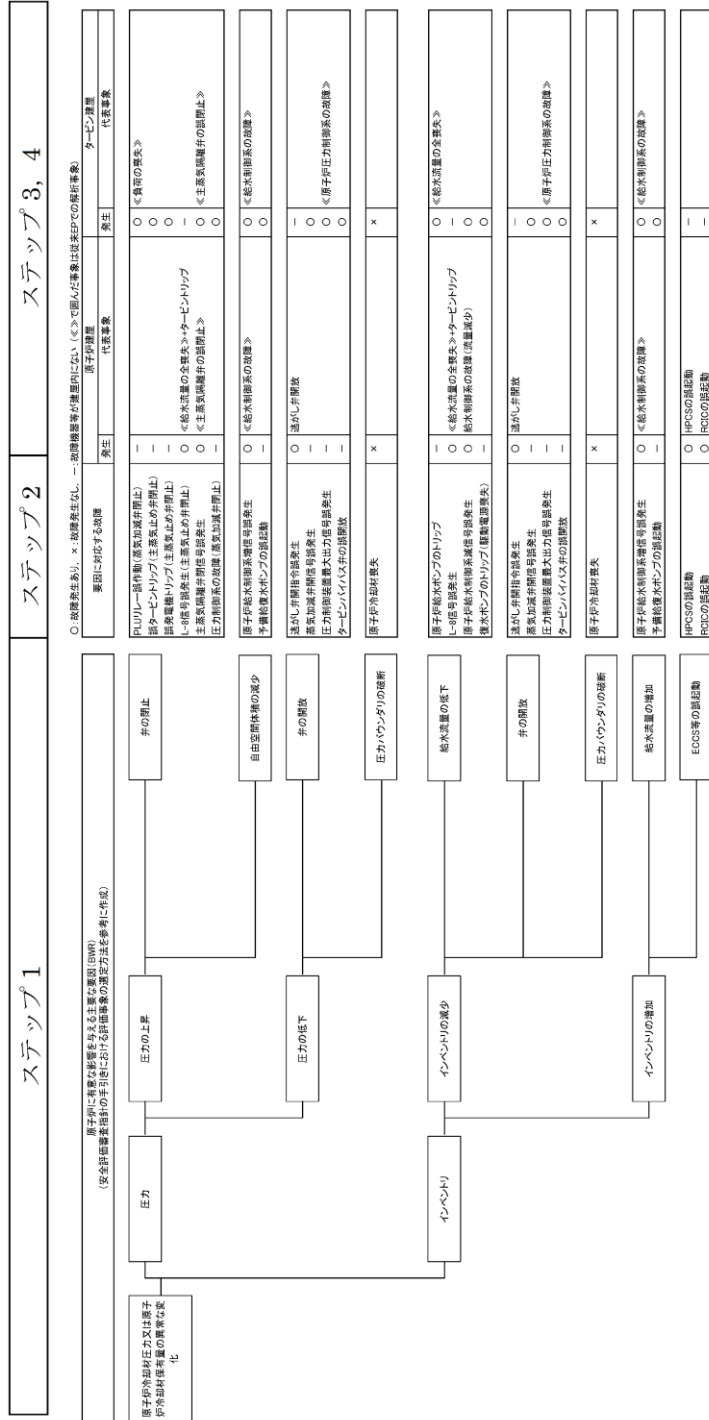 ステップ 1
ステップ 2
ステップ 3, 4
○:故障発生あり、×:故障発生なし、－:故障機器等が建屋内にない (≪≫で囲んだ事象は従来EPでの解析事象)
原子炉に有意な影響を与える主要な要因(BWR)
(安全評価審査指針の手引きにおける評価事象の選定方法を参考に作成)
要因に対応する故障
原子炉建屋
発生
代表事象
タービン建屋
発生
代表事象
原子炉冷却材圧力又は原子
炉冷却材保有量の異常な変
化
圧力
圧力の上昇
弁の閉止
PLUリレー誤作動(蒸気加減弁閉止) － ○ ≪負荷の喪失≫
誤タービントリップ(主蒸気止め弁閉止) － ○
誤発電機トリップ(主蒸気止め弁閉止) － ○
L-8信号誤発生(主蒸気止め弁閉止) ○ ≪給水流量の全喪失≫+タービントリップ －
主蒸気隔離弁閉信号誤発生 ○ ≪主蒸気隔離弁の誤閉止≫ ○ ≪主蒸気隔離弁の誤閉止≫
圧力制御系の故障(蒸気加減弁閉止) － ○
自由空間体積の減少
原子炉給水制御系増信号誤発生 ○ ≪給水制御系の故障≫ ○ ≪給水制御系の故障≫
予備給復水ポンプの誤起動 － ○
圧力の低下
弁の開放
逃がし弁開指令誤発生 ○ 逃がし弁開放 －
蒸気加減弁開信号誤発生 － ○
圧力制御装置最大出力信号誤発生 － ○ ≪原子炉圧力制御系の故障≫
タービンバイパス弁の誤開放 － ○
圧力バウンダリの破断
原子炉冷却材喪失 × ×
インベントリ
インベントリの減少
給水流量の低下
原子炉給水ポンプのトリップ － ○ ≪給水流量の全喪失≫
L-8信号誤発生 ○ ≪給水流量の全喪失≫+タービントリップ －
原子炉給水制御系減信号誤発生 ○ 給水制御系の故障(流量減少) ○
復水ポンプのトリップ(駆動電源喪失) － ○
弁の開放
逃がし弁開指令誤発生 ○ 逃がし弁開放 －
蒸気加減弁開信号誤発生 － ○
圧力制御装置最大出力信号誤発生 － ○ ≪原子炉圧力制御系の故障≫
タービンバイパス弁の誤開放 － ○
圧力バウンダリの破断
原子炉冷却材喪失 × ×
インベントリの増加
給水流量の増加
原子炉給水制御系増信号誤発生 ○ ≪給水制御系の故障≫ ○ ≪給水制御系の故障≫
予備給復水ポンプの誤起動 － ○
ECCS等の誤起動
HPCSの誤起動 ○ HPCSの誤起動 －
RCICの誤起動 ○ RCICの誤起動 －